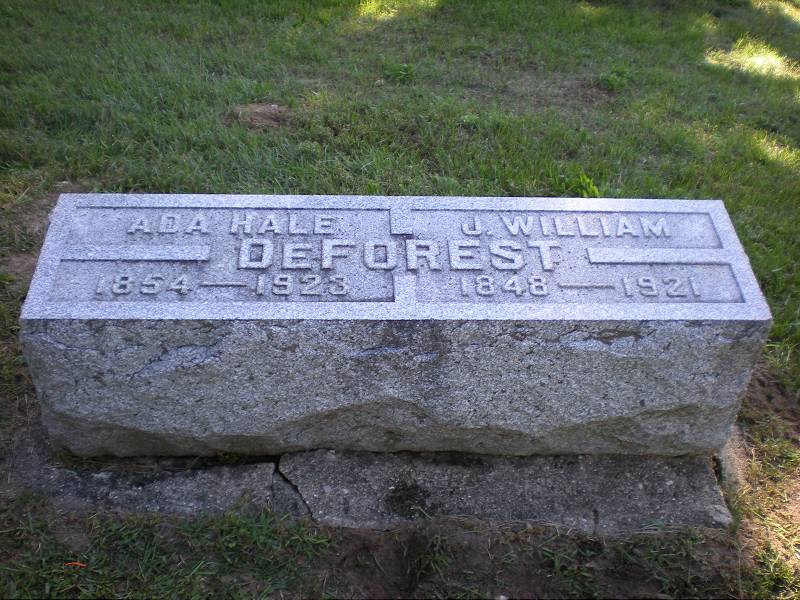 ADA HALE J. WILLIAM
DEFOREST
1854—1923 1848—1921